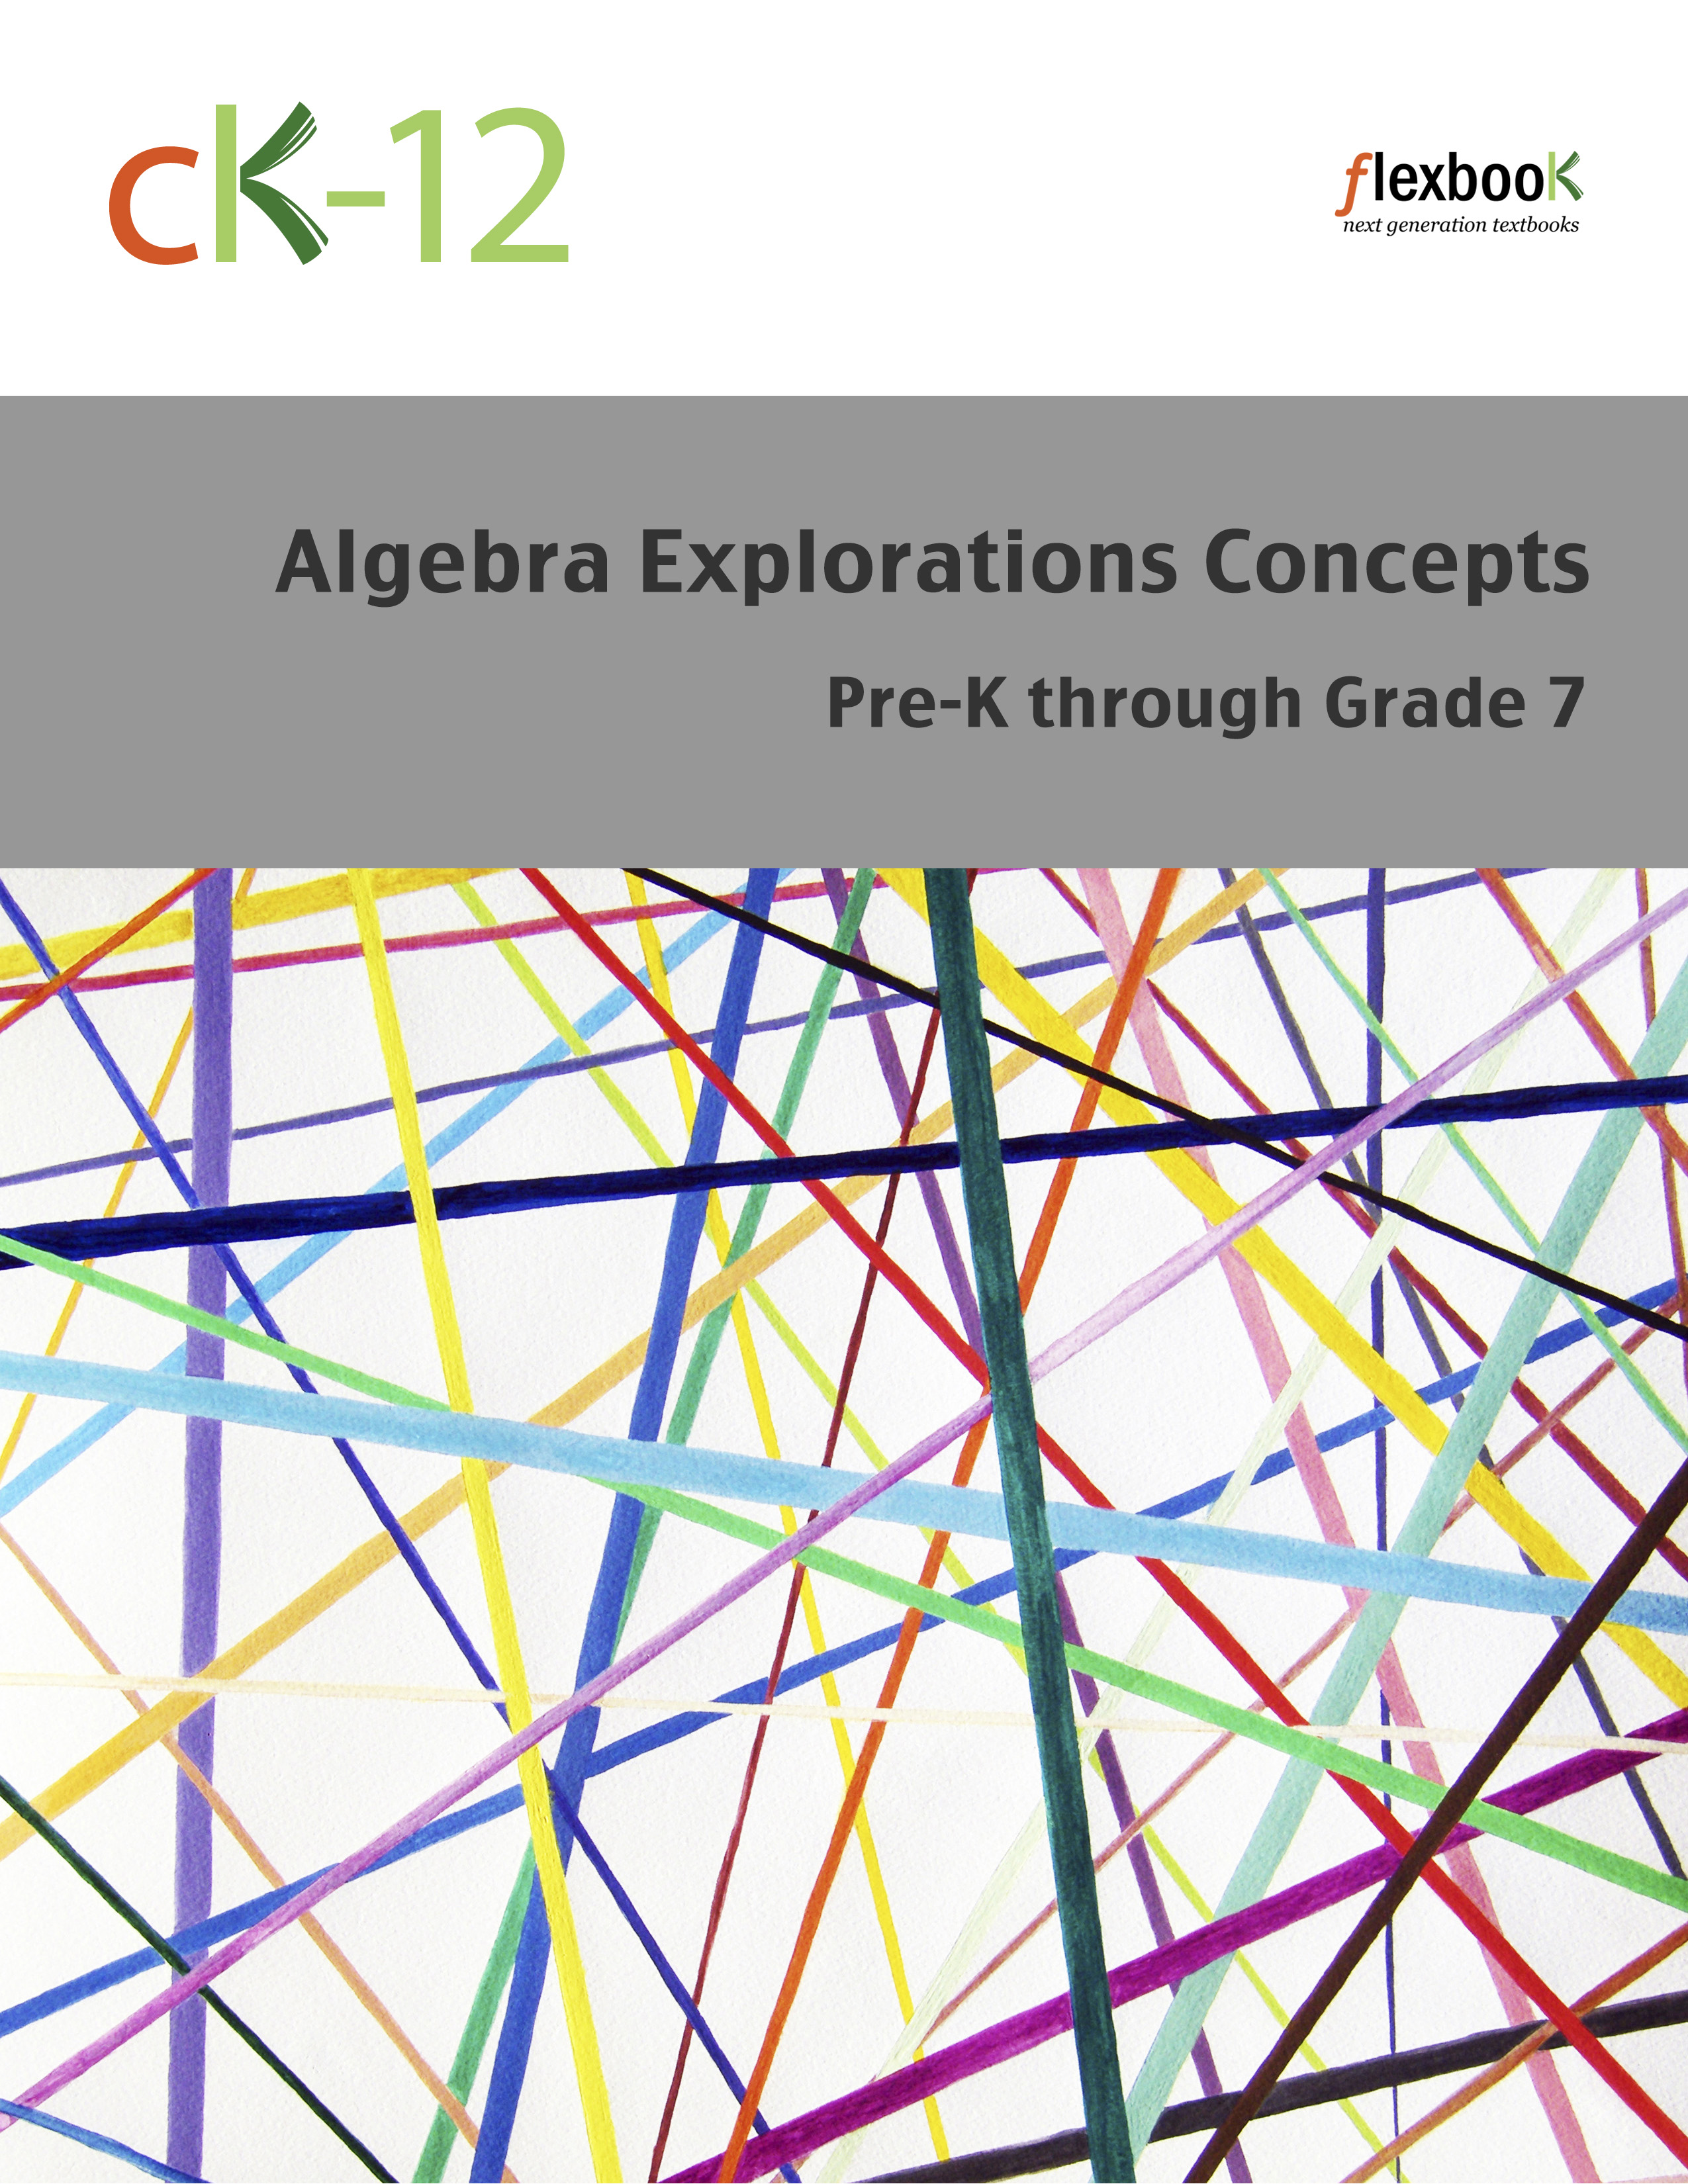 cK-12
flexbook
next generation textbooks
Algebra Explorations Concepts
Pre-K through Grade 7